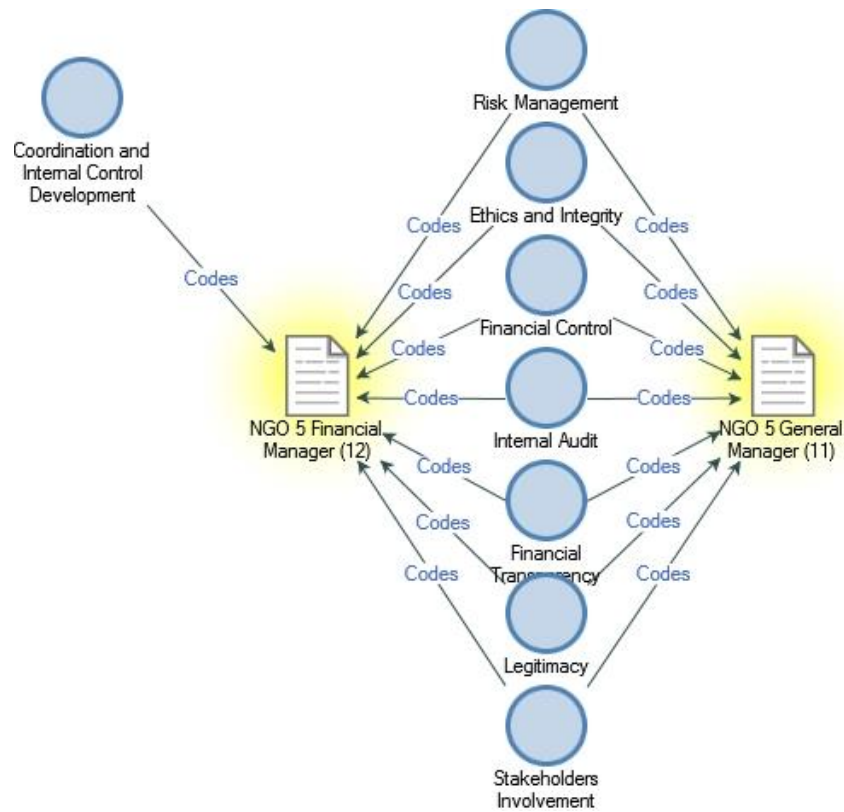 Risk Management
Coordination and
Internal Control
Development
Ethics and Integrity
Codes
Codes
Codes
Financial Control
Codes
Codes
Codes
Codes
Codes
Codes
Internal Audit
NGO 5 Financial
Manager (12)
NGO 5 General
Manager (11)
Codes
Codes
Financial
Transparency
Codes
Codes
Codes
Codes
Legitimacy
Stakeholders
Involvement